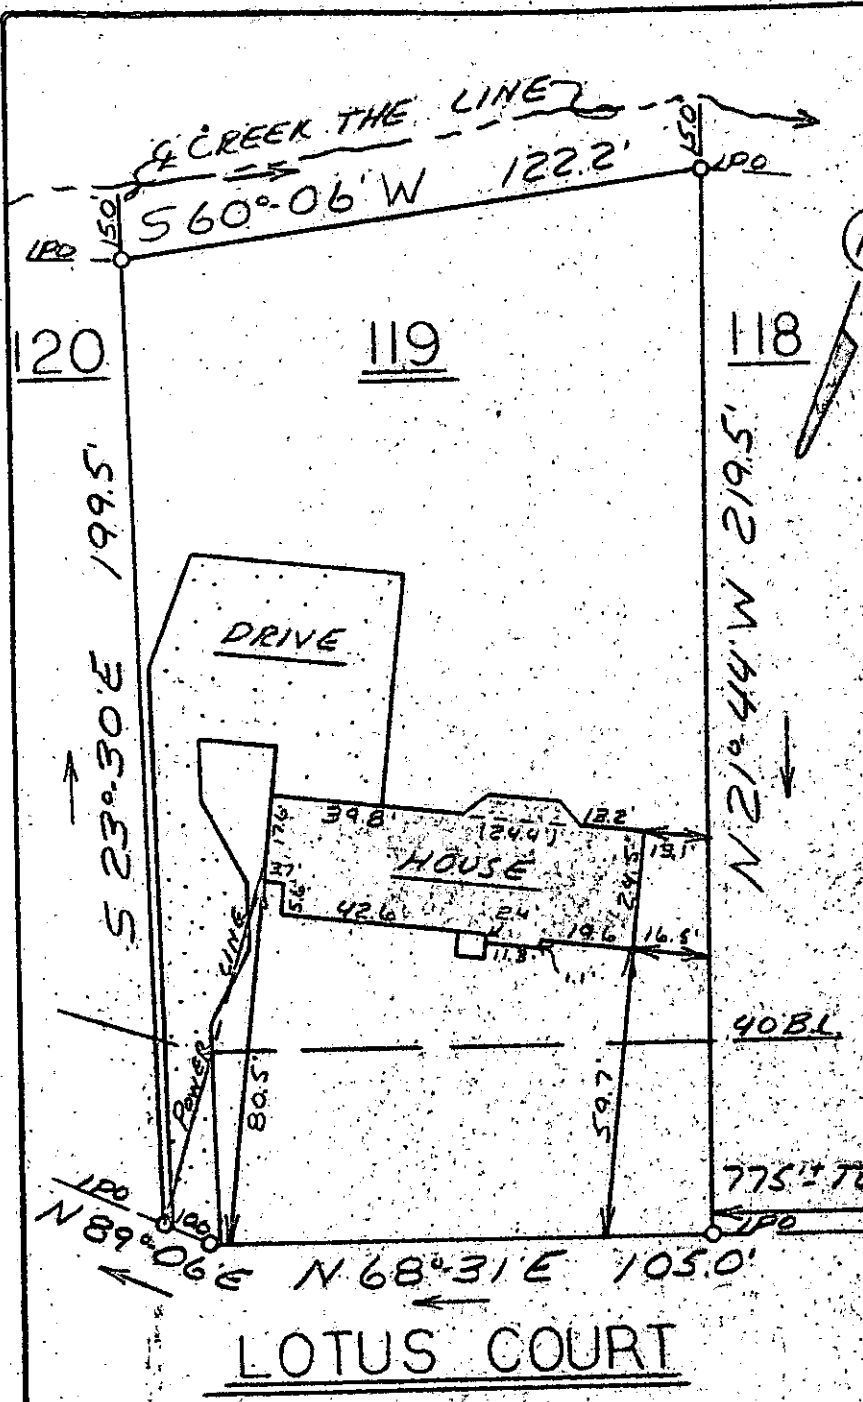 ℄ CREEK THE LINE
15.0'
15.0'
S 60°-06' W 122.2'
IPO
IPO
120
119
118
S 23°-30' E 199.5'
N 21°-44' W 219.5'
DRIVE
39.8'
(24.4')
17.6'
HOUSE
24.5'
3.7'
5.6'
42.6'
2.4'
19.6'
16.5'
11.8'
1.1'
POWER LINE
40' B.L.
80.5'
59.7'
775'±
IPO
10.0'
IPO
N 89°-06' E
N 68°-31' E 105.0'
LOTUS COURT